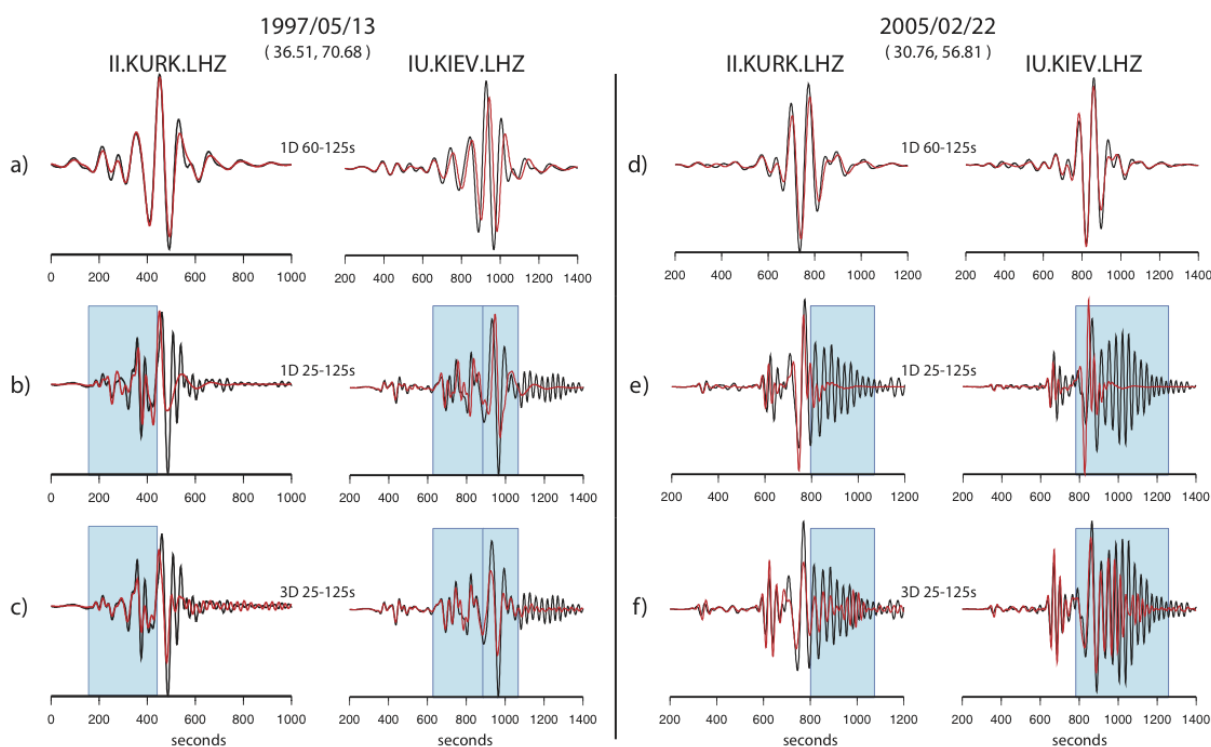 1997/05/13
( 36.51, 70.68)
II.KURK.LHZ
IU.KIEV.LHZ
2005/02/22
( 30.76, 56.81)
II.KURK.LHZ
IU.KIEV.LHZ
a)
1D 60-125s
d)
1D 60-125s
0 200 400 600 800 1000
200 400 600 800 1000 1200 1400
200 400 600 800 1000 1200
200 400 600 800 1000 1200 1400
b)
1D 25-125s
e)
1D 25-125s
0 200 400 600 800 1000
200 400 600 800 1000 1200 1400
200 400 600 800 1000 1200
200 400 600 800 1000 1200 1400
c)
3D 25-125s
f)
3D 25-125s
0 200 400 600 800 1000
200 400 600 800 1000 1200 1400
200 400 600 800 1000 1200
200 400 600 800 1000 1200 1400
seconds
seconds
seconds
seconds